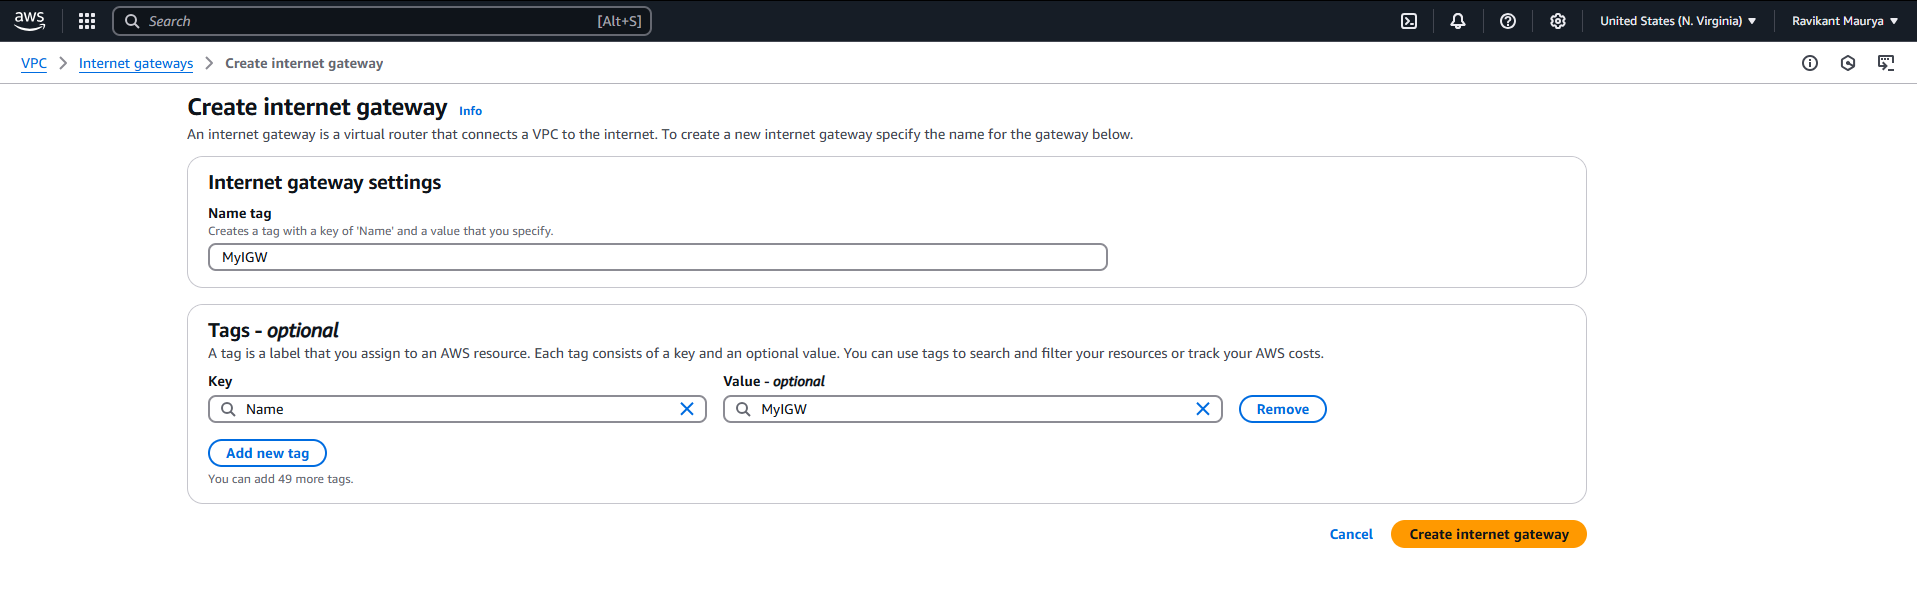 aws Search [Alt+S] United States (N. Virginia) Ravikant Maurya
VPC Internet gateways Create internet gateway
Create internet gateway Info
An internet gateway is a virtual router that connects a VPC to the internet. To create a new internet gateway specify the name for the gateway below.
Internet gateway settings
Name tag
Creates a tag with a key of 'Name' and a value that you specify.
MyIGW
Tags - optional
A tag is a label that you assign to an AWS resource. Each tag consists of a key and an optional value. You can use tags to search and filter your resources or track your AWS costs.
Key Value - optional
Name MyIGW Remove
Add new tag
You can add 49 more tags.
Cancel Create internet gateway